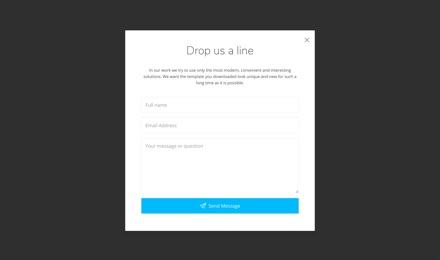 Drop us a line
In our work we try to use only the most modern, convenient and interesting
solutions. We want the template you downloaded look unique and new for such a
long time as it is possible.
Full name
Email Address
Your message or question
Send Message